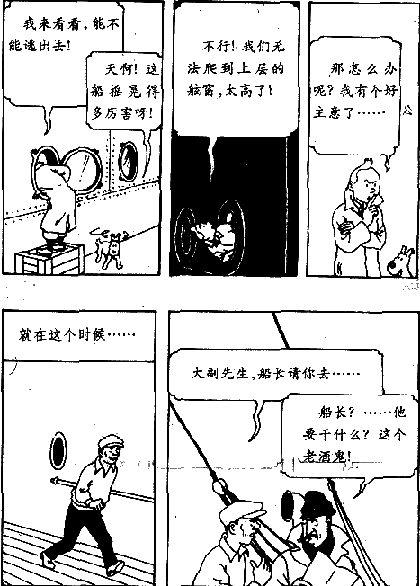 我来看看,能不
能逃出去!
天啊!这
船摇晃得
多厉害呀!
不行!我们无
法爬到上层的
舷窗,太高了!
那怎么办
呢?我有个好
主意了……
就在这个时候……
大副先生,船长请你去……
船长?……他
要干什么?这个
老酒鬼!